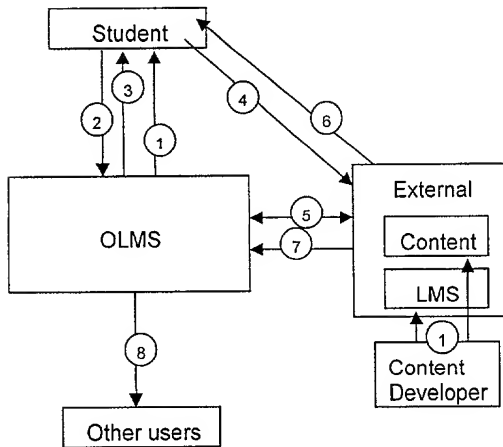 Student
2
3
1
4
6
External
OLMS
5
7
Content
LMS
1
8
Content
Developer
Other users